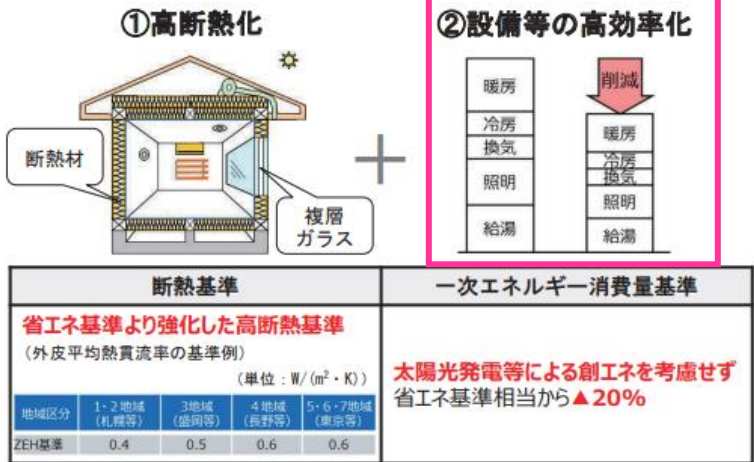 ①高断熱化
②設備等の高効率化
断熱材
複層
ガラス
暖房
冷房
換気
照明
給湯
削減
暖房
冷房
換気
照明
給湯
断熱基準
一次エネルギー消費量基準
省エネ基準より強化した高断熱基準
（外皮平均熱貫流率の基準例）
（単位：W/(m²・K)）
地域区分 1・2地域（札幌等） 3地域（盛岡等） 4地域（長野等） 5・6・7地域（東京等）
ZEH基準 0.4 0.5 0.6 0.6
太陽光発電等による創エネを考慮せず
省エネ基準相当から▲20%